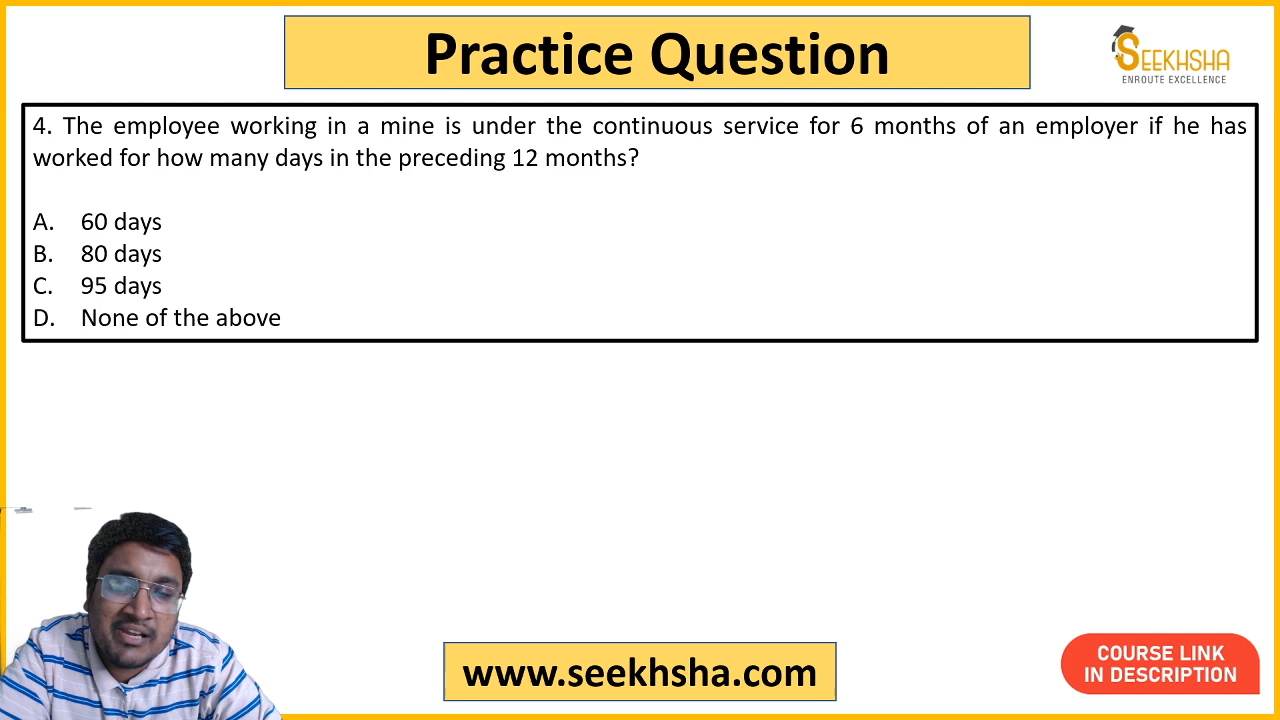 Practice Question
SEEKHSHA
ENROUTE EXCELLENCE
4. The employee working in a mine is under the continuous service for 6 months of an employer if he has
worked for how many days in the preceding 12 months?
A. 60 days
B. 80 days
C. 95 days
D. None of the above
www.seekhsha.com
COURSE LINK
IN DESCRIPTION